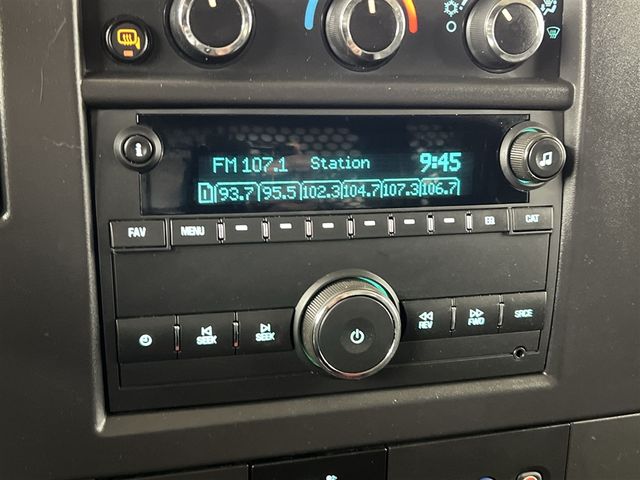 FM 107.1 Station 9:45
1 93.7 95.5 102.3 104.7 107.3 106.7
FAV MENU EQ CAT
SEEK SEEK REV FWD SRCE